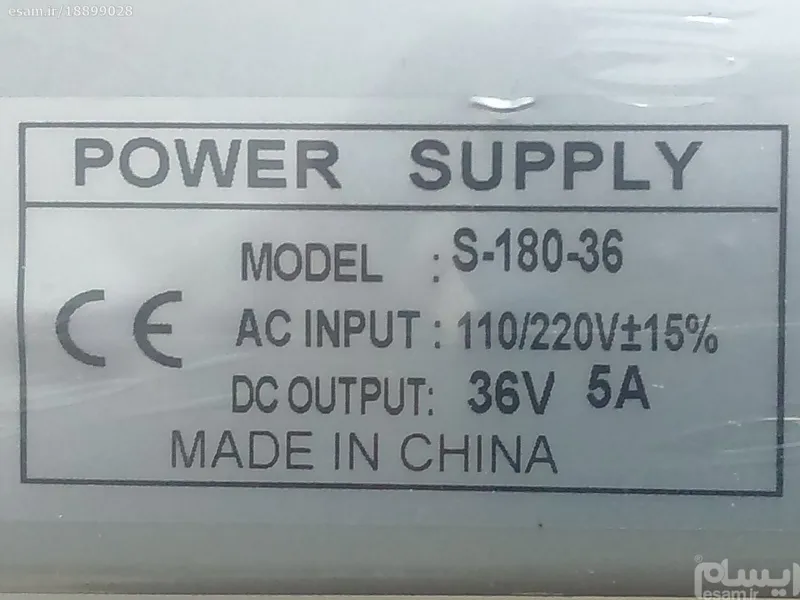 esam.ir/18899028
POWER SUPPLY
MODEL : S-180-36
CE
AC INPUT : 110/220V±15%
DC OUTPUT: 36V 5A
MADE IN CHINA
ایسام®
esam.ir